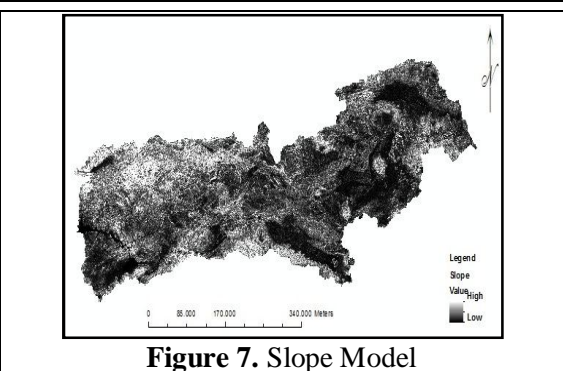 N
Legend
Slope
Value
High
Low
0 85.000 170.000 340.000 Meters
Figure 7. Slope Model